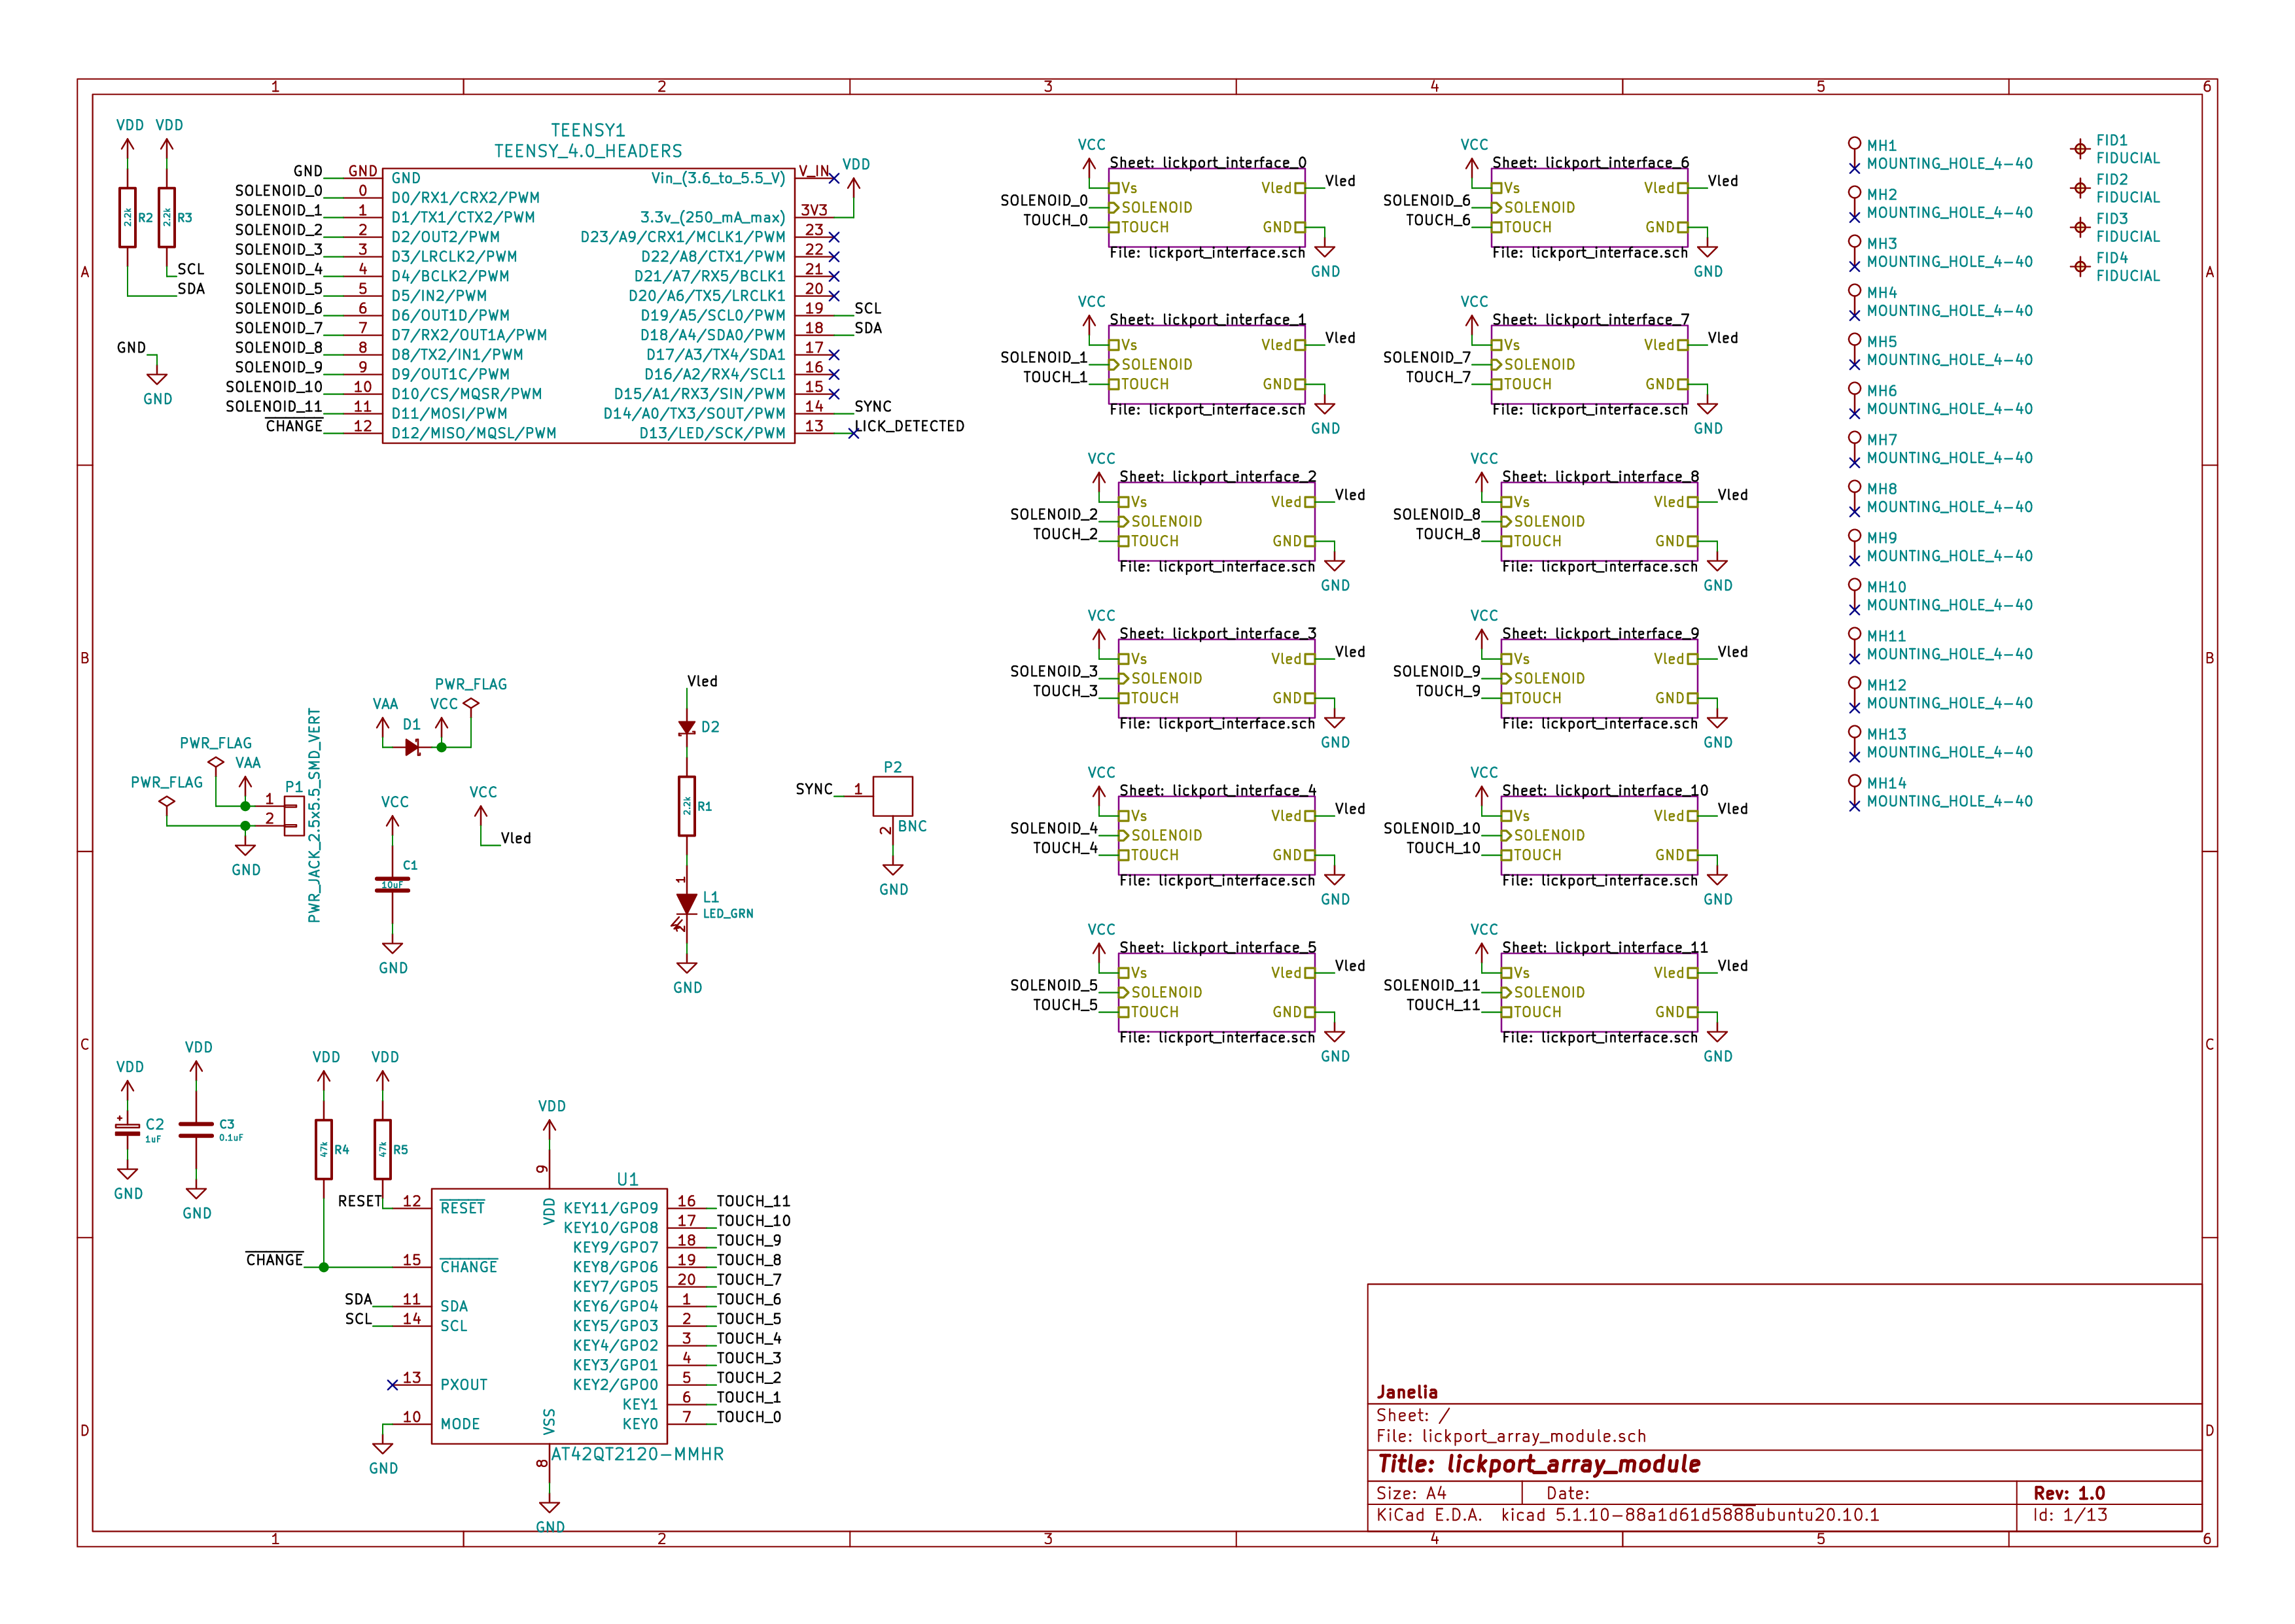 1 2 3 4 5 6
A
B
C
D
A
B
C
D
1 2 3 4 5 6
VDD VDD
2.2k R2
2.2k R3
SCL
SDA
GND
GND
TEENSY1
TEENSY_4.0_HEADERS
GND GND GND
SOLENOID_0 0 D0/RX1/CRX2/PWM
SOLENOID_1 1 D1/TX1/CTX2/PWM
SOLENOID_2 2 D2/OUT2/PWM
SOLENOID_3 3 D3/LRCLK2/PWM
SOLENOID_4 4 D4/BCLK2/PWM
SOLENOID_5 5 D5/IN2/PWM
SOLENOID_6 6 D6/OUT1D/PWM
SOLENOID_7 7 D7/RX2/OUT1A/PWM
SOLENOID_8 8 D8/TX2/IN1/PWM
SOLENOID_9 9 D9/OUT1C/PWM
SOLENOID_10 10 D10/CS/MQSR/PWM
SOLENOID_11 11 D11/MOSI/PWM
CHANGE 12 D12/MISO/MQSL/PWM
Vin_(3.6_to_5.5_V) V_IN
VDD
3.3v_(250_mA_max) 3V3
D23/A9/CRX1/MCLK1/PWM 23
D22/A8/CTX1/PWM 22
D21/A7/RX5/BCLK1 21
D20/A6/TX5/LRCLK1 20
D19/A5/SCL0/PWM 19 SCL
D18/A4/SDA0/PWM 18 SDA
D17/A3/TX4/SDA1 17
D16/A2/RX4/SCL1 16
D15/A1/RX3/SIN/PWM 15
D14/A0/TX3/SOUT/PWM 14 SYNC
D13/LED/SCK/PWM 13 LICK_DETECTED
VCC
Sheet: lickport_interface_0
Vs Vled Vled
SOLENOID_0 SOLENOID
TOUCH_0 TOUCH GND
File: lickport_interface.sch
GND
VCC
Sheet: lickport_interface_1
Vs Vled Vled
SOLENOID_1 SOLENOID
TOUCH_1 TOUCH GND
File: lickport_interface.sch
GND
VCC
Sheet: lickport_interface_2
Vs Vled Vled
SOLENOID_2 SOLENOID
TOUCH_2 TOUCH GND
File: lickport_interface.sch
GND
VCC
Sheet: lickport_interface_3
Vs Vled Vled
SOLENOID_3 SOLENOID
TOUCH_3 TOUCH GND
File: lickport_interface.sch
GND
VCC
Sheet: lickport_interface_4
Vs Vled Vled
SOLENOID_4 SOLENOID
TOUCH_4 TOUCH GND
File: lickport_interface.sch
GND
VCC
Sheet: lickport_interface_5
Vs Vled Vled
SOLENOID_5 SOLENOID
TOUCH_5 TOUCH GND
File: lickport_interface.sch
GND
VCC
Sheet: lickport_interface_6
Vs Vled Vled
SOLENOID_6 SOLENOID
TOUCH_6 TOUCH GND
File: lickport_interface.sch
GND
VCC
Sheet: lickport_interface_7
Vs Vled Vled
SOLENOID_7 SOLENOID
TOUCH_7 TOUCH GND
File: lickport_interface.sch
GND
VCC
Sheet: lickport_interface_8
Vs Vled Vled
SOLENOID_8 SOLENOID
TOUCH_8 TOUCH GND
File: lickport_interface.sch
GND
VCC
Sheet: lickport_interface_9
Vs Vled Vled
SOLENOID_9 SOLENOID
TOUCH_9 TOUCH GND
File: lickport_interface.sch
GND
VCC
Sheet: lickport_interface_10
Vs Vled Vled
SOLENOID_10 SOLENOID
TOUCH_10 TOUCH GND
File: lickport_interface.sch
GND
VCC
Sheet: lickport_interface_11
Vs Vled Vled
SOLENOID_11 SOLENOID
TOUCH_11 TOUCH GND
File: lickport_interface.sch
GND
MH1
MOUNTING_HOLE_4-40
MH2
MOUNTING_HOLE_4-40
MH3
MOUNTING_HOLE_4-40
MH4
MOUNTING_HOLE_4-40
MH5
MOUNTING_HOLE_4-40
MH6
MOUNTING_HOLE_4-40
MH7
MOUNTING_HOLE_4-40
MH8
MOUNTING_HOLE_4-40
MH9
MOUNTING_HOLE_4-40
MH10
MOUNTING_HOLE_4-40
MH11
MOUNTING_HOLE_4-40
MH12
MOUNTING_HOLE_4-40
MH13
MOUNTING_HOLE_4-40
MH14
MOUNTING_HOLE_4-40
FID1
FIDUCIAL
FID2
FIDUCIAL
FID3
FIDUCIAL
FID4
FIDUCIAL
PWR_FLAG
VAA
PWR_FLAG
P1
1
2
PWR_JACK_2.5x5.5_SMD_VERT
GND
PWR_FLAG
VAA VCC
D1
VCC
C1
10uF
GND
VCC
Vled
Vled
D2
2.2k R1
1
L1
LED_GRN
2
GND
P2
SYNC 1
BNC
2
GND
VDD
C2
1uF
GND
VDD
C3
0.1uF
GND
VDD VDD
47k R4
47k R5
VDD
9
U1
RESET 12 RESET
CHANGE 15 CHANGE
SDA 11 SDA
SCL 14 SCL
13 PXOUT
10 MODE
GND
VDD
VSS
KEY11/GPO9 16 TOUCH_11
KEY10/GPO8 17 TOUCH_10
KEY9/GPO7 18 TOUCH_9
KEY8/GPO6 19 TOUCH_8
KEY7/GPO5 20 TOUCH_7
KEY6/GPO4 1 TOUCH_6
KEY5/GPO3 2 TOUCH_5
KEY4/GPO2 3 TOUCH_4
KEY3/GPO1 4 TOUCH_3
KEY2/GPO0 5 TOUCH_2
KEY1 6 TOUCH_1
KEY0 7 TOUCH_0
AT42QT2120-MMHR
8
GND
Janelia
Sheet: /
File: lickport_array_module.sch
Title: lickport_array_module
Size: A4 Date: Rev: 1.0
KiCad E.D.A. kicad 5.1.10-88a1d61d5888ubuntu20.10.1 Id: 1/13